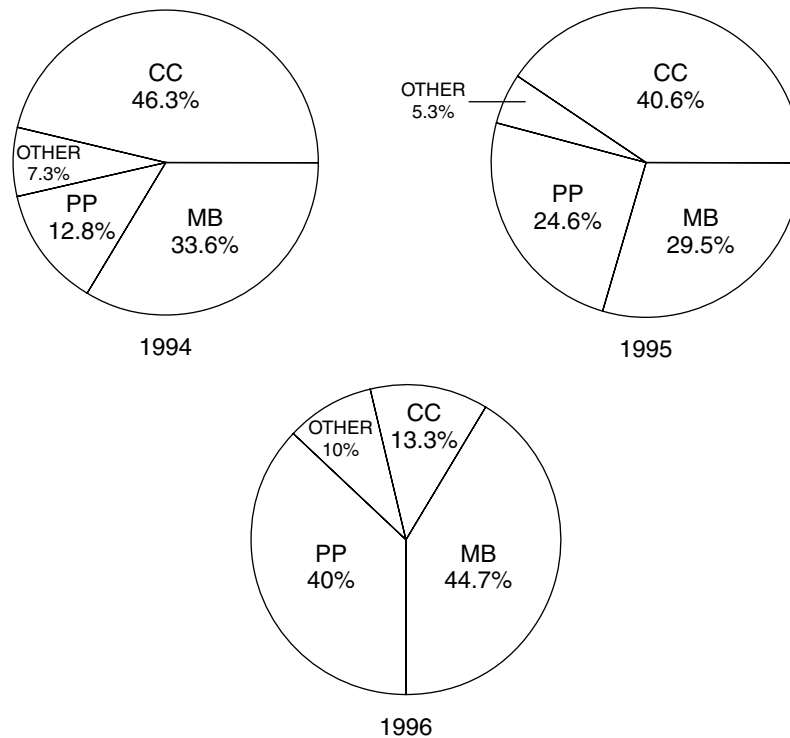 CC
46.3%
OTHER
7.3%
PP
12.8%
MB
33.6%
1994
CC
40.6%
OTHER
5.3%
PP
24.6%
MB
29.5%
1995
CC
13.3%
OTHER
10%
PP
40%
MB
44.7%
1996